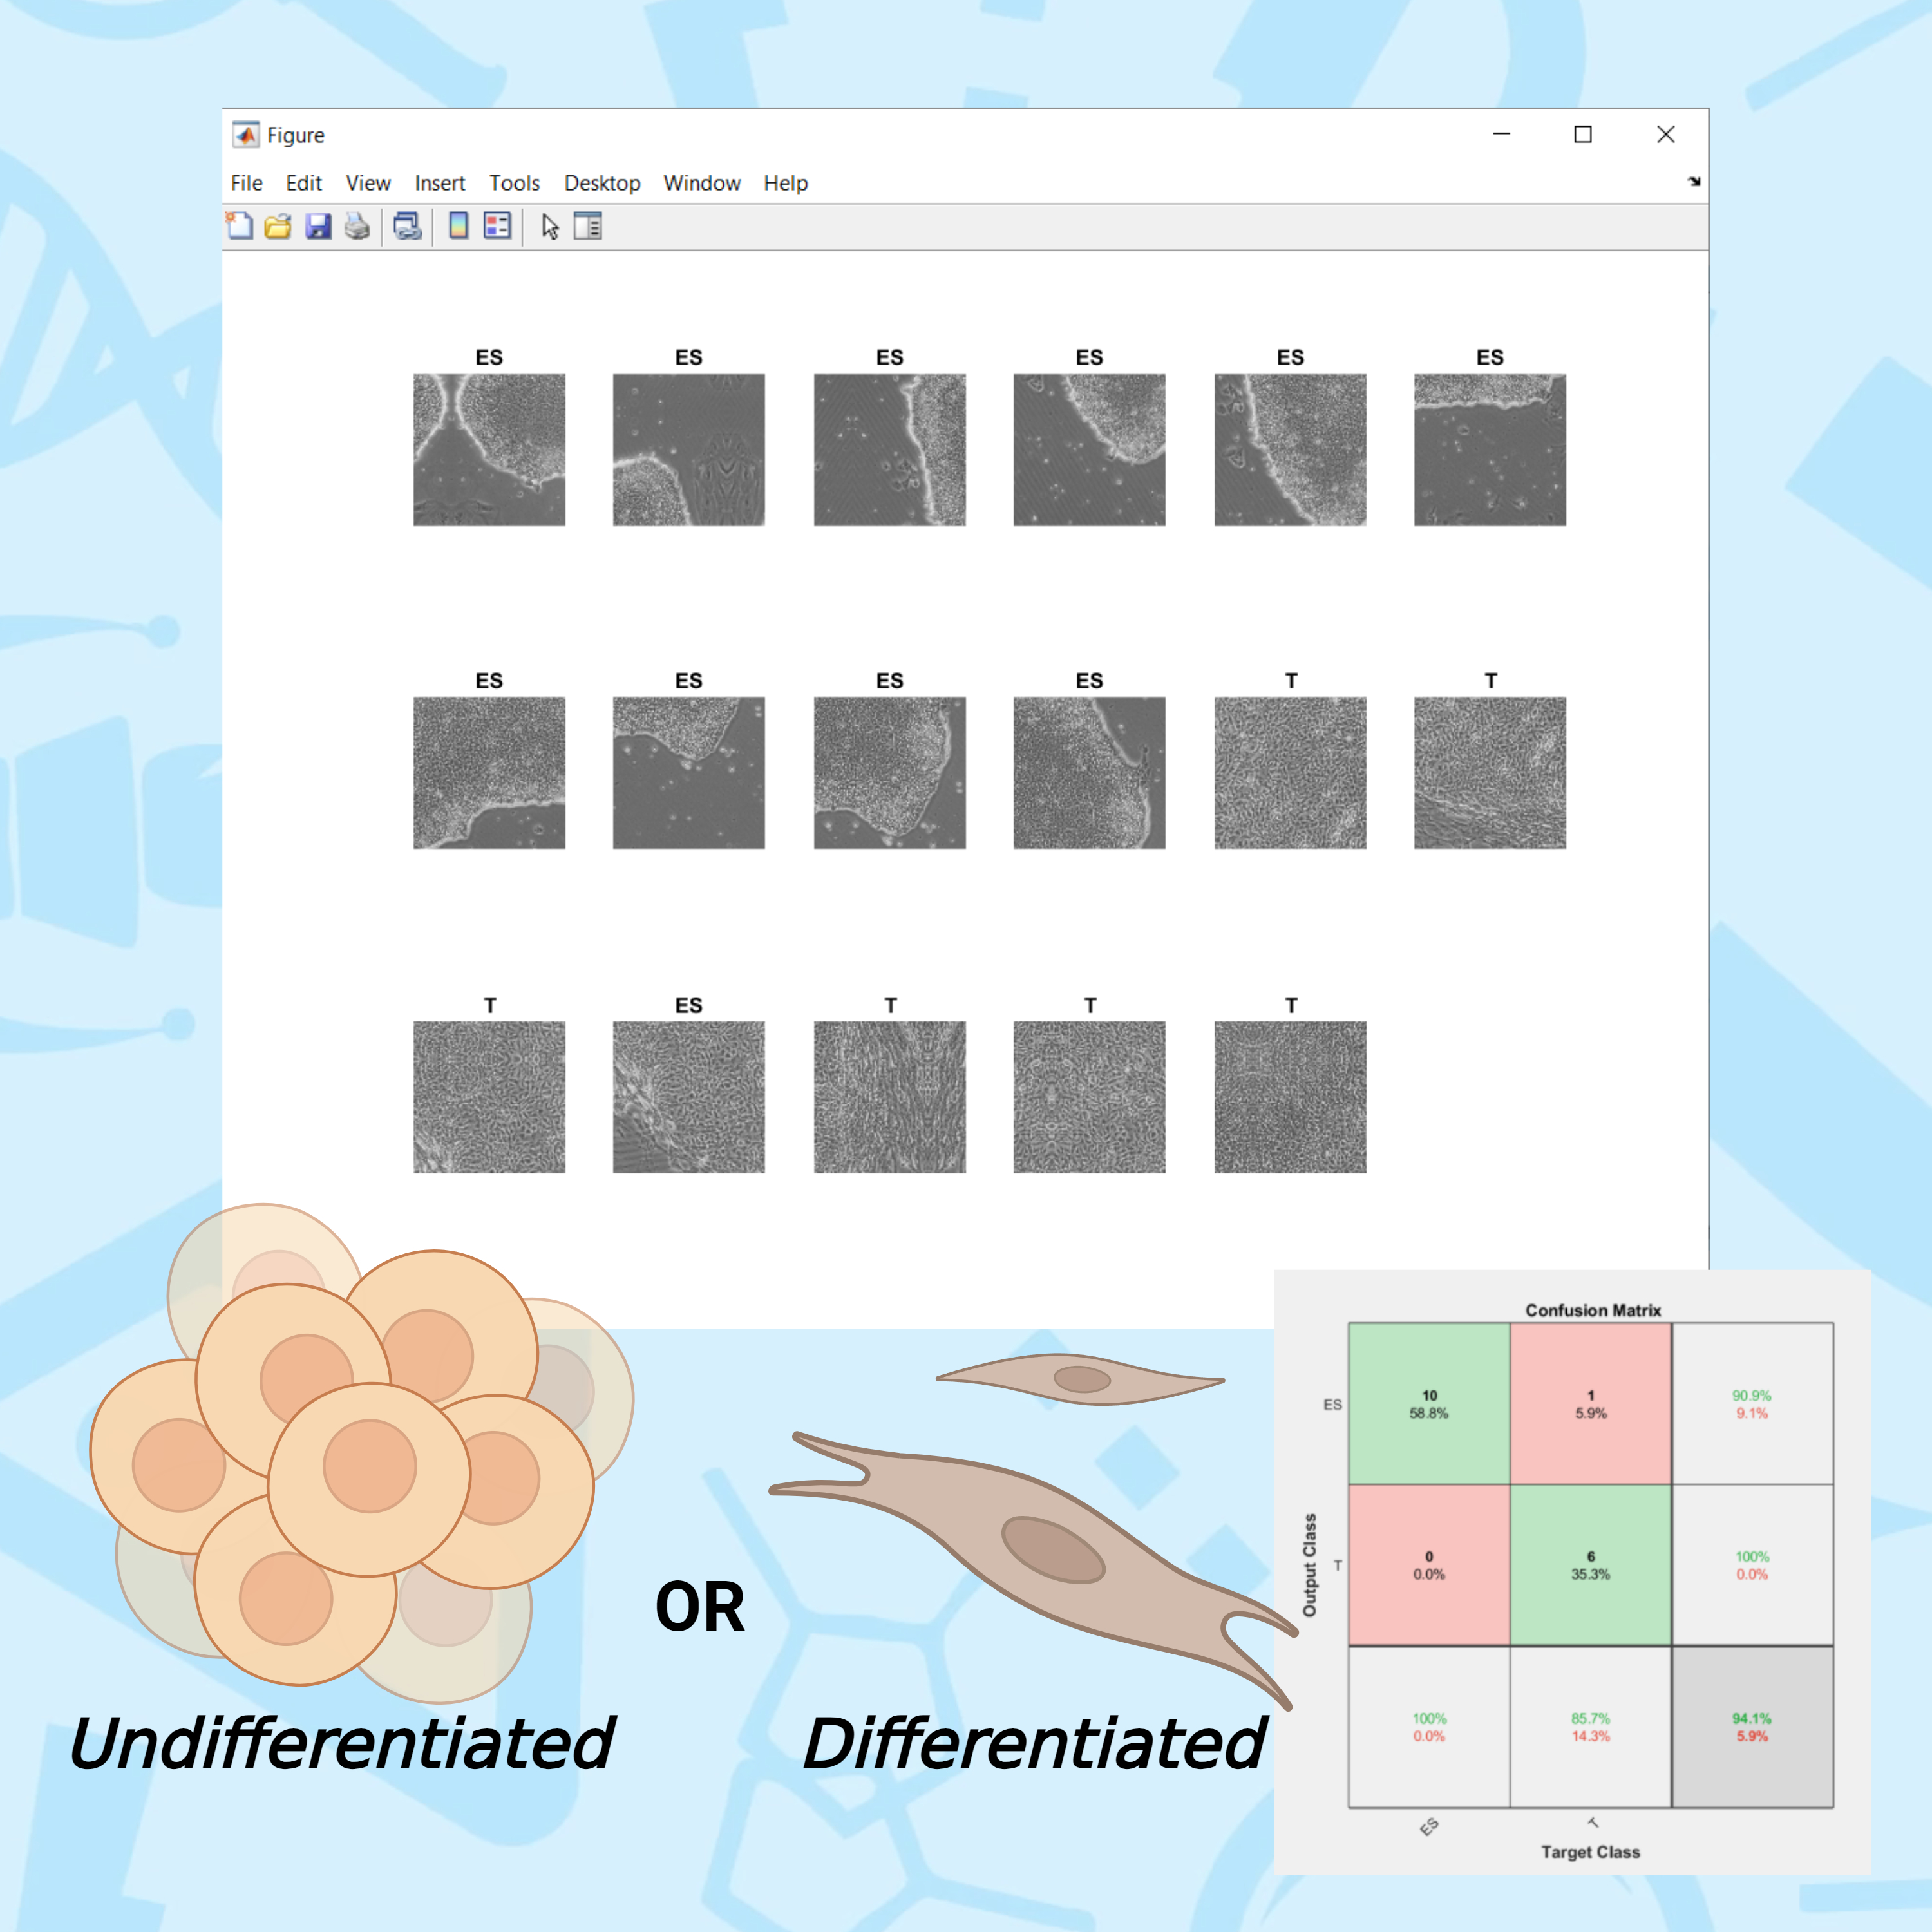 Figure
File Edit View Insert Tools Desktop Window Help
ES ES ES ES ES ES
ES ES ES ES T T
T ES T T T
Undifferentiated
OR
Differentiated
Confusion Matrix
ES
10
58.8%
1
5.9%
90.9%
9.1%
T
0
0.0%
6
35.3%
100%
0.0%
100%
0.0%
85.7%
14.3%
94.1%
5.9%
Output Class
ES
T
Target Class